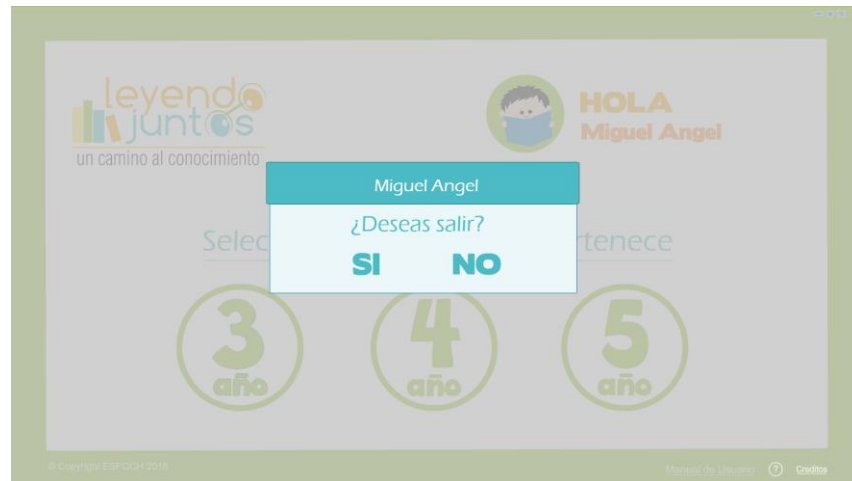 leyendo
juntos
un camino al conocimiento
HOLA
Miguel Angel
Miguel Angel
¿Deseas salir?
SI NO
Selec
rtenece
3 año
4 año
5 año
© Copyright ESPOCH 2016
Manual de Usuario ? Creditos